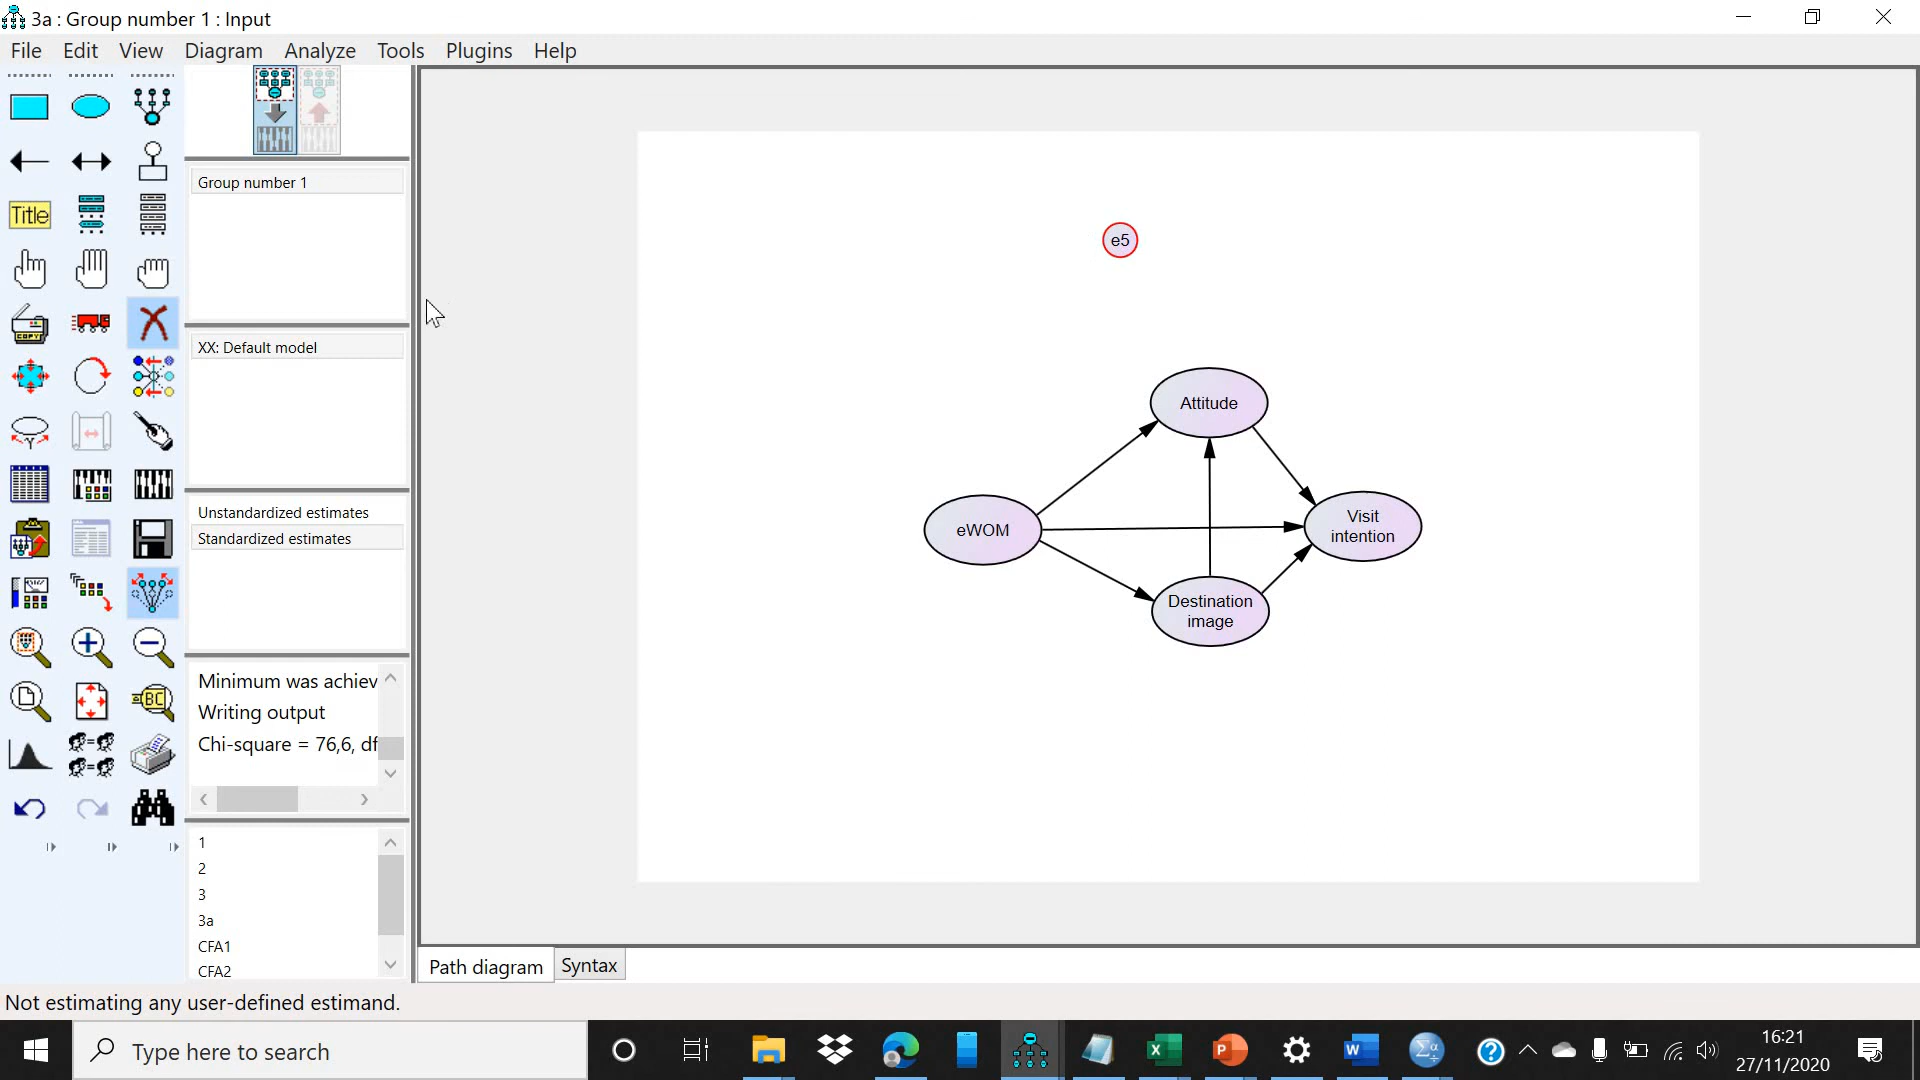 3a : Group number 1 : Input
File Edit View Diagram Analyze Tools Plugins Help
Title
COPY
BC
Group number 1
XX: Default model
Unstandardized estimates
Standardized estimates
Minimum was achiev
Writing output
Chi-square = 76,6, df
1
2
3
3a
CFA1
CFA2
e5
Attitude
eWOM
Visit
intention
Destination
image
Path diagram Syntax
Not estimating any user-defined estimand.
Type here to search
16:21
27/11/2020